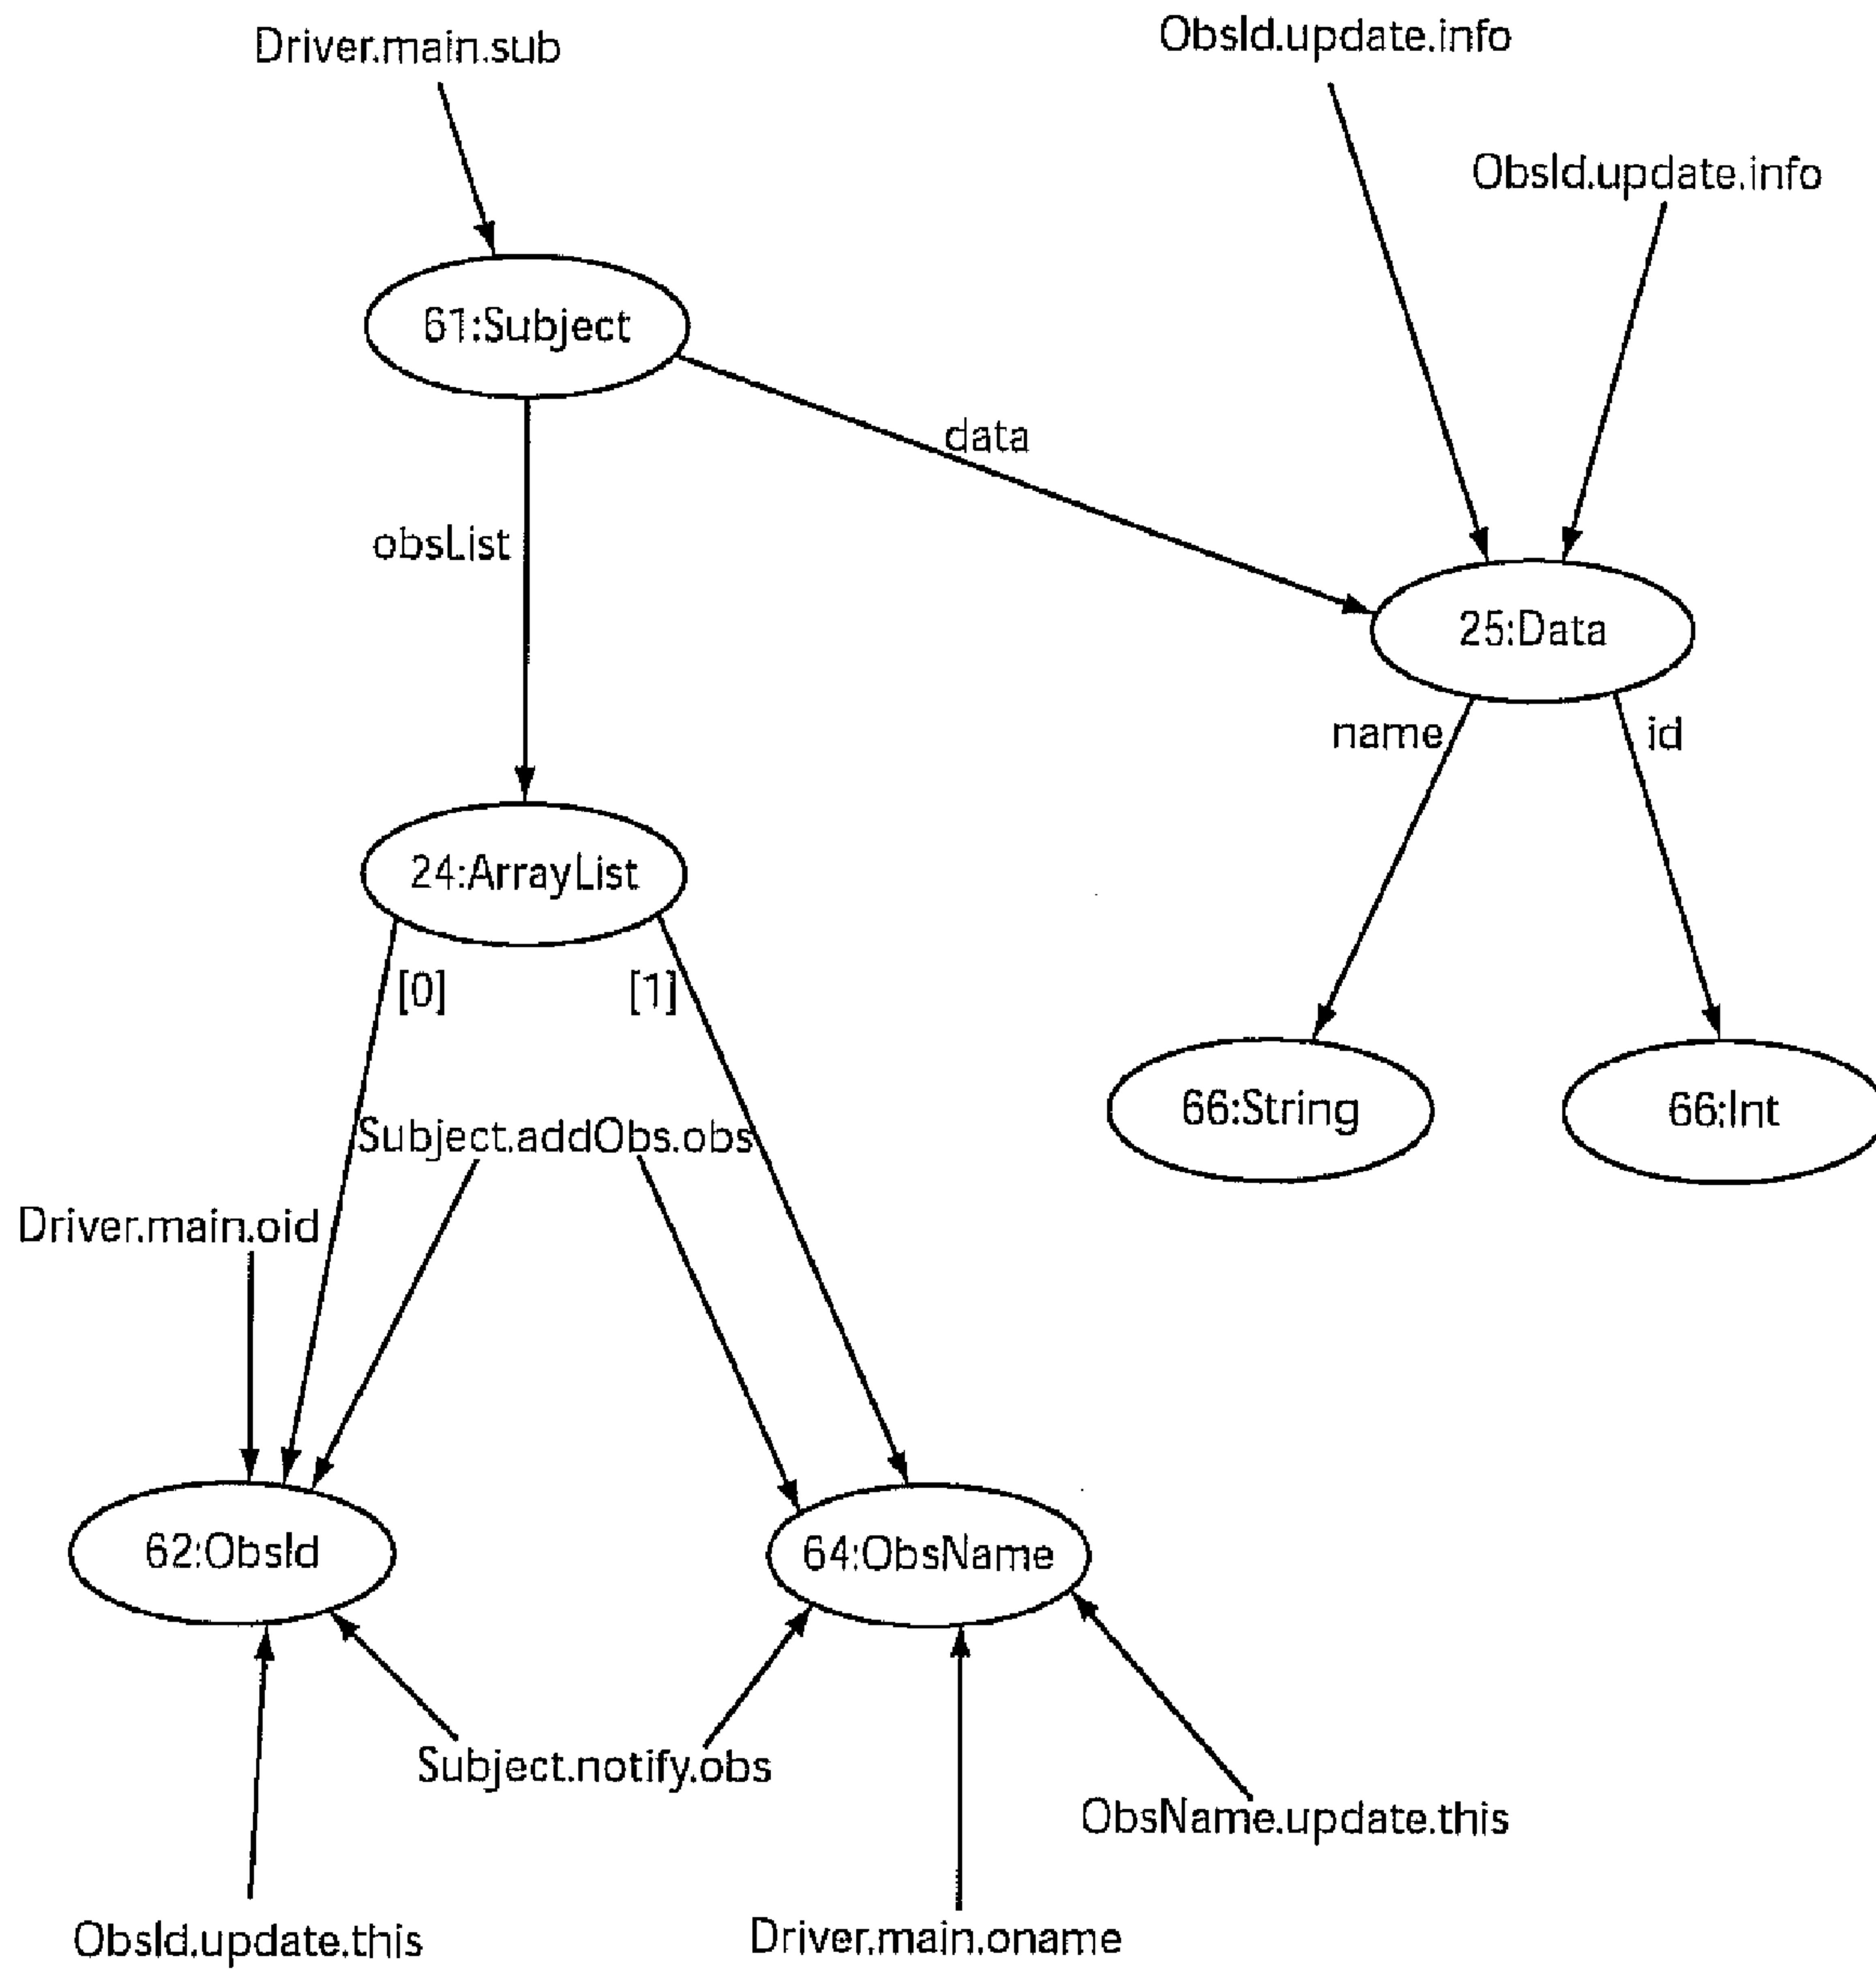 Driver.main.sub
ObsId.update.info
ObsId.update.info
61:Subject
data
obsList
25:Data
name
id
24:ArrayList
[0]
[1]
66:String
66:Int
Subject.addObs.obs
Driver.main.oid
62:ObsId
64:ObsName
Subject.notify.obs
ObsName.update.this
ObsId.update.this
Driver.main.oname